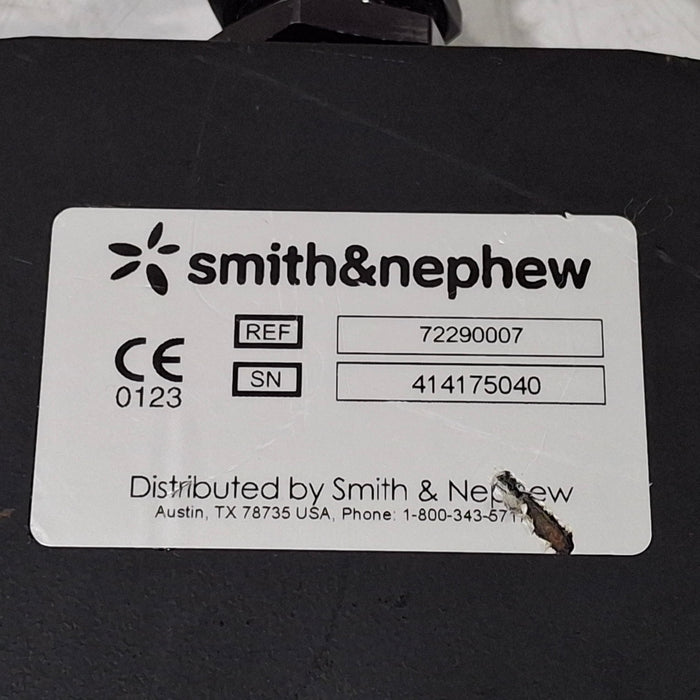 smith&nephew
REF 72290007
CE
0123
SN 414175040
Distributed by Smith & Nephew
Austin, TX 78735 USA, Phone: 1-800-343-571